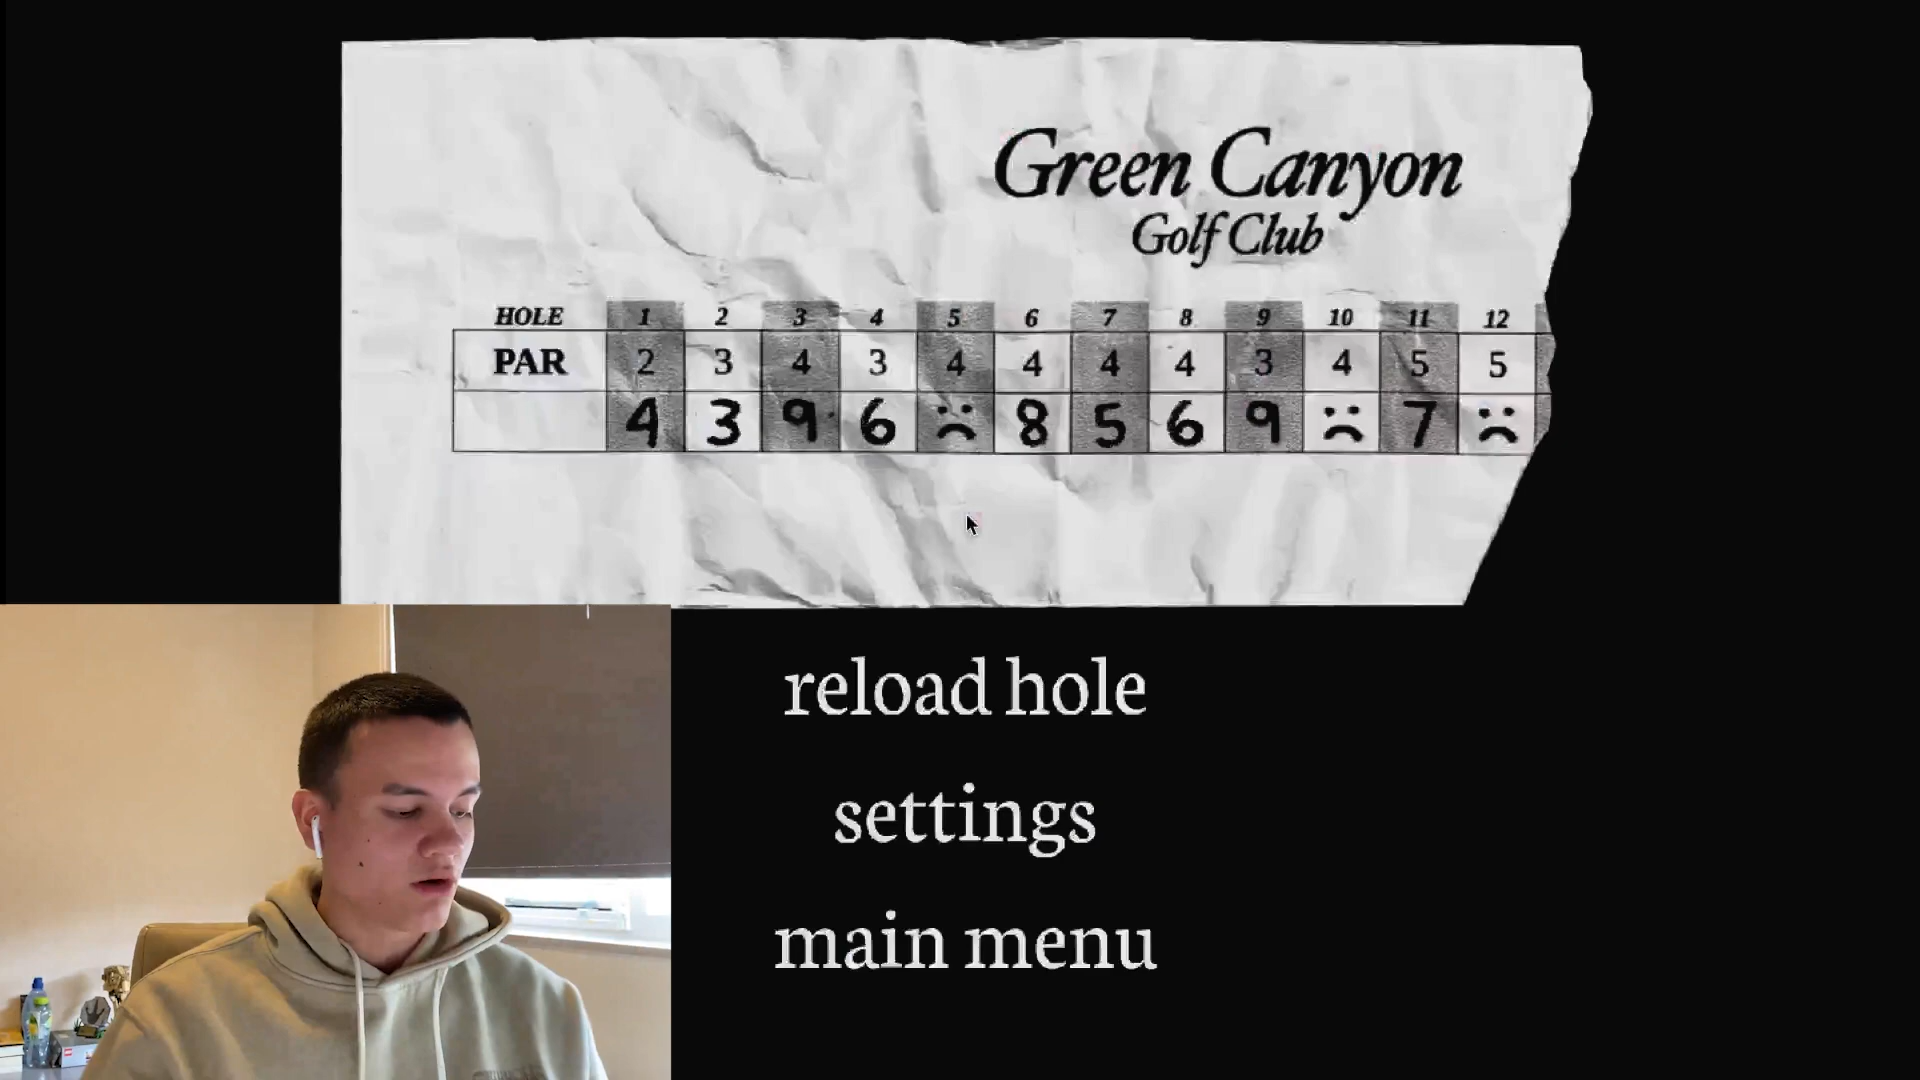 Green Canyon
Golf Club
HOLE 1 2 3 4 5 6 7 8 9 10 11 12
PAR 2 3 4 3 4 4 4 4 3 4 5 5
4 3 9 6 :( 8 5 6 9 :( 7 :(
reload hole
settings
main menu